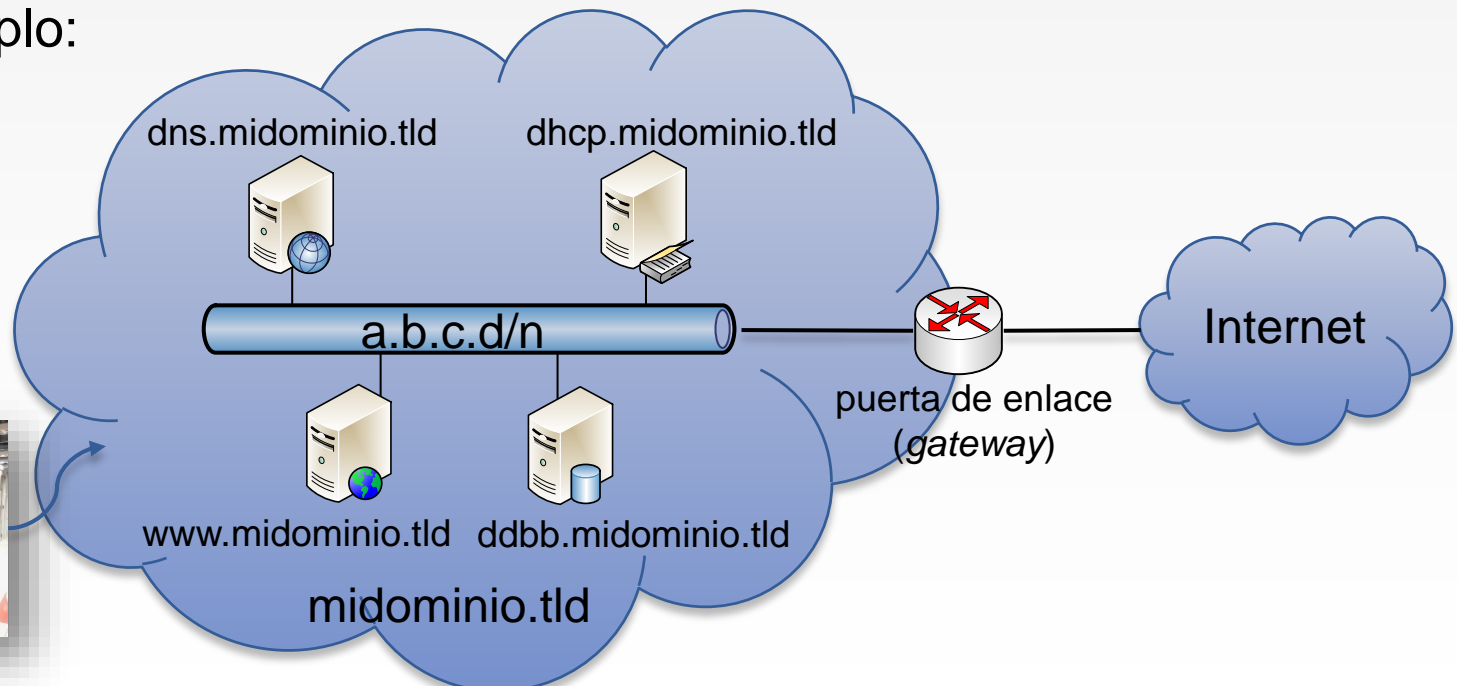 plo:
dns.midominio.tld
dhcp.midominio.tld
a.b.c.d/n
Internet
puerta de enlace
(gateway)
www.midominio.tld
ddbb.midominio.tld
midominio.tld